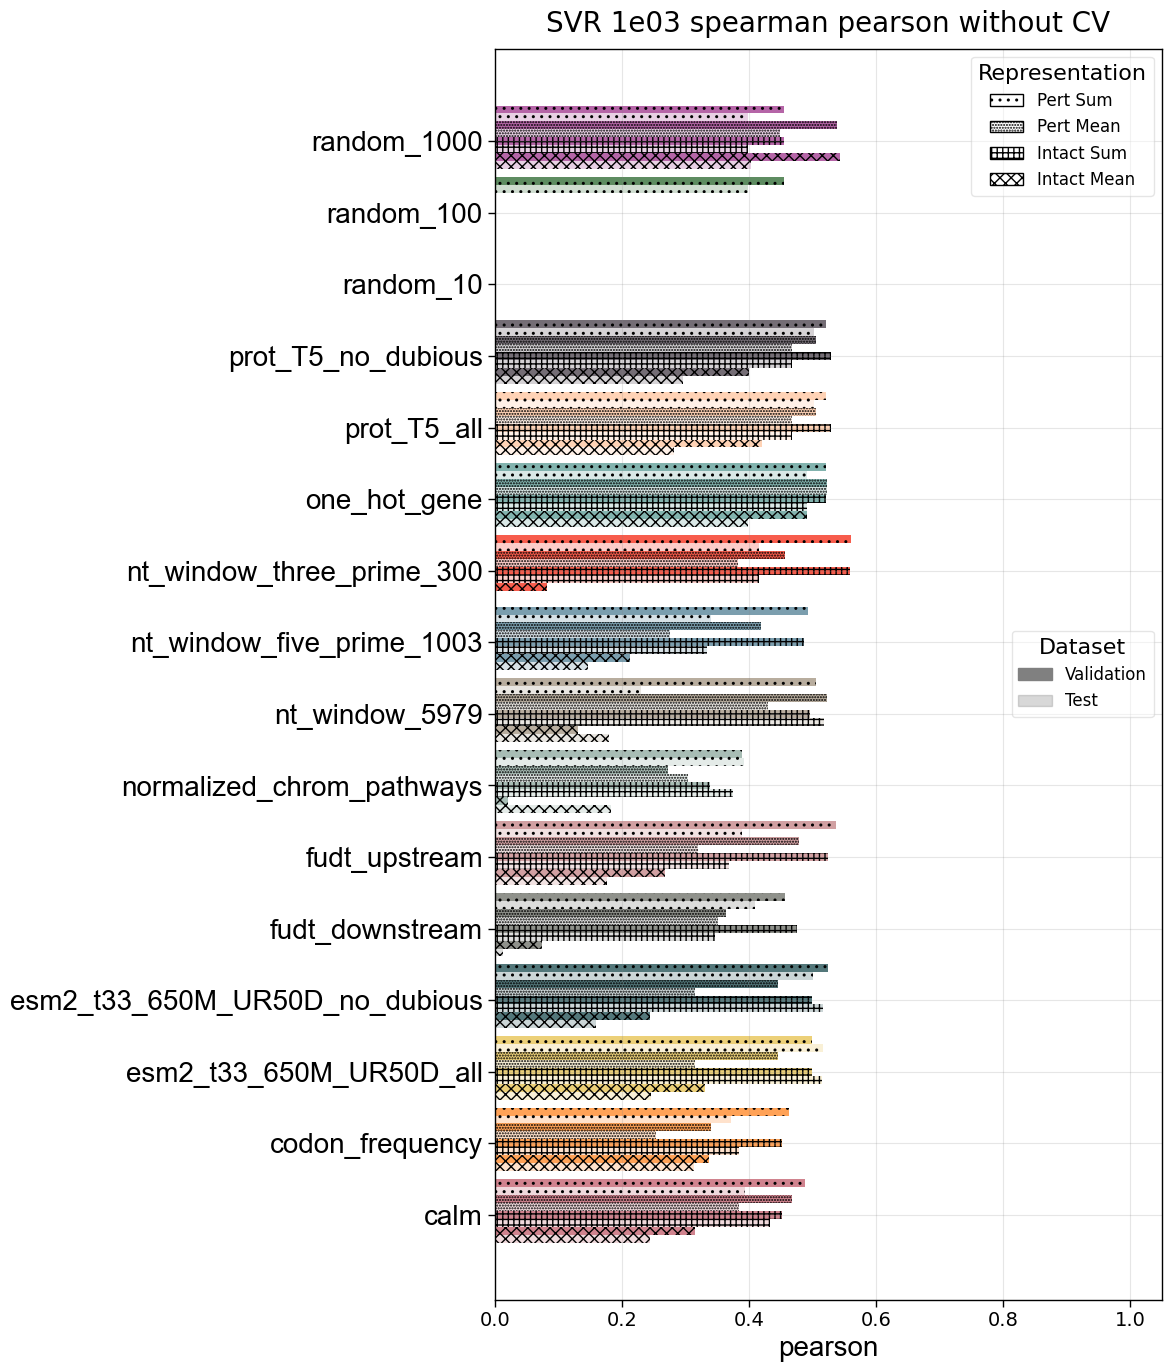 SVR 1e03 spearman pearson without CV
Representation
Pert Sum
Pert Mean
Intact Sum
Intact Mean
random_1000
random_100
random_10
prot_T5_no_dubious
prot_T5_all
one_hot_gene
nt_window_three_prime_300
nt_window_five_prime_1003
Dataset
Validation
Test
nt_window_5979
normalized_chrom_pathways
fudt_upstream
fudt_downstream
esm2_t33_650M_UR50D_no_dubious
esm2_t33_650M_UR50D_all
codon_frequency
calm
0.0 0.2 0.4 0.6 0.8 1.0
pearson